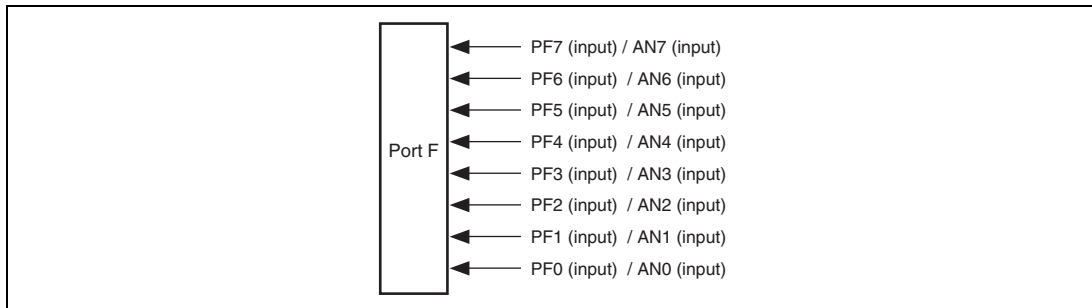 PF7 (input) / AN7 (input)
PF6 (input) / AN6 (input)
PF5 (input) / AN5 (input)
PF4 (input) / AN4 (input)
Port F
PF3 (input) / AN3 (input)
PF2 (input) / AN2 (input)
PF1 (input) / AN1 (input)
PF0 (input) / AN0 (input)